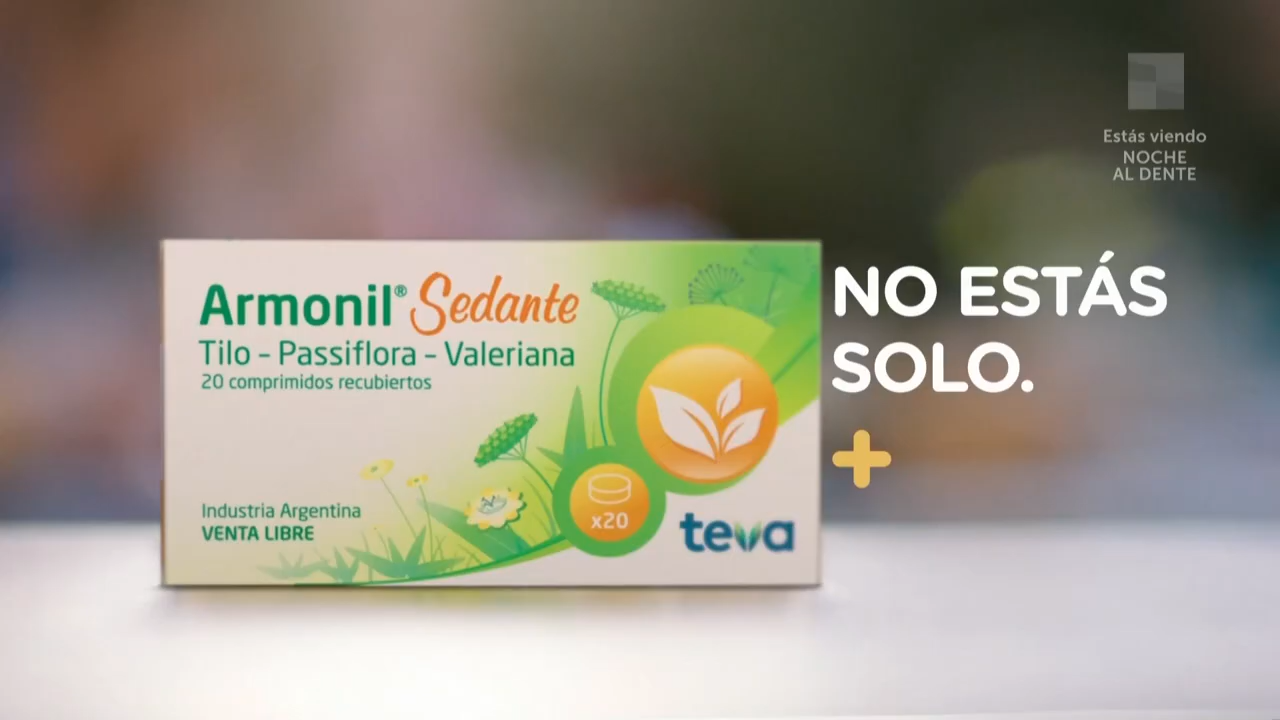 Estás viendo
NOCHE
AL DENTE
Armonil® Sedante
Tilo - Passiflora - Valeriana
20 comprimidos recubiertos
Industria Argentina
VENTA LIBRE
x20
teva
NO ESTÁS
SOLO.
+